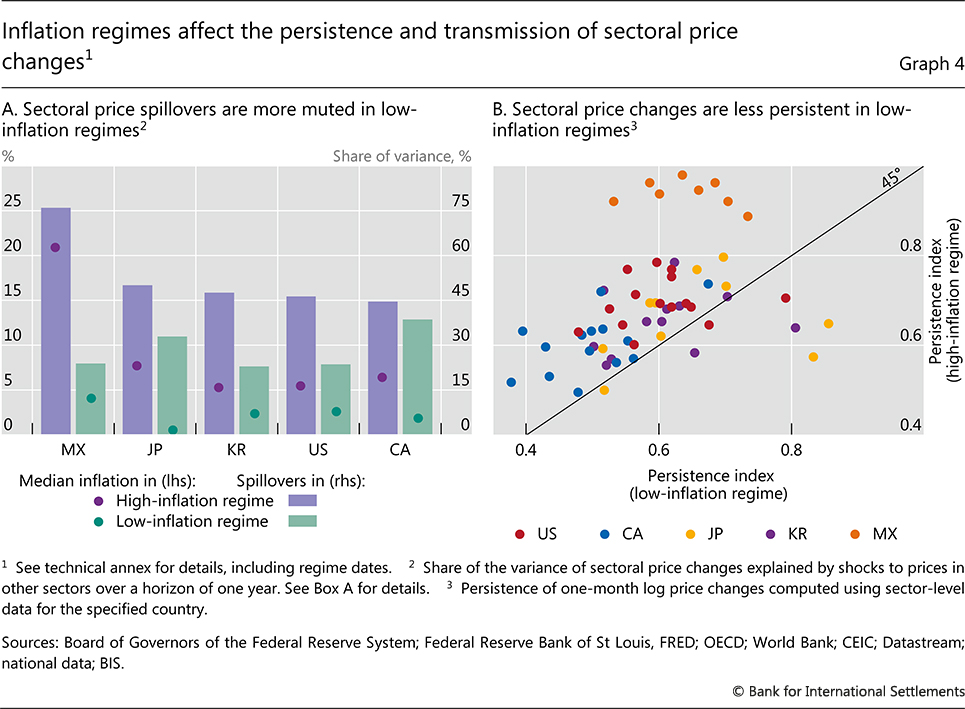 Inflation regimes affect the persistence and transmission of sectoral price
changes¹
Graph 4
A. Sectoral price spillovers are more muted in low-
inflation regimes²
% Share of variance, %
25 75
20 60
15 45
10 30
5 15
0 0
MX JP KR US CA
Median inflation in (lhs): Spillovers in (rhs):
High-inflation regime
Low-inflation regime
B. Sectoral price changes are less persistent in low-
inflation regimes³
45°
0.8
0.6
0.4
Persistence index
(high-inflation regime)
0.4 0.6 0.8
Persistence index
(low-inflation regime)
US CA JP KR MX
¹ See technical annex for details, including regime dates. ² Share of the variance of sectoral price changes explained by shocks to prices in
other sectors over a horizon of one year. See Box A for details. ³ Persistence of one-month log price changes computed using sector-level
data for the specified country.
Sources: Board of Governors of the Federal Reserve System; Federal Reserve Bank of St Louis, FRED; OECD; World Bank; CEIC; Datastream;
national data; BIS.
© Bank for International Settlements